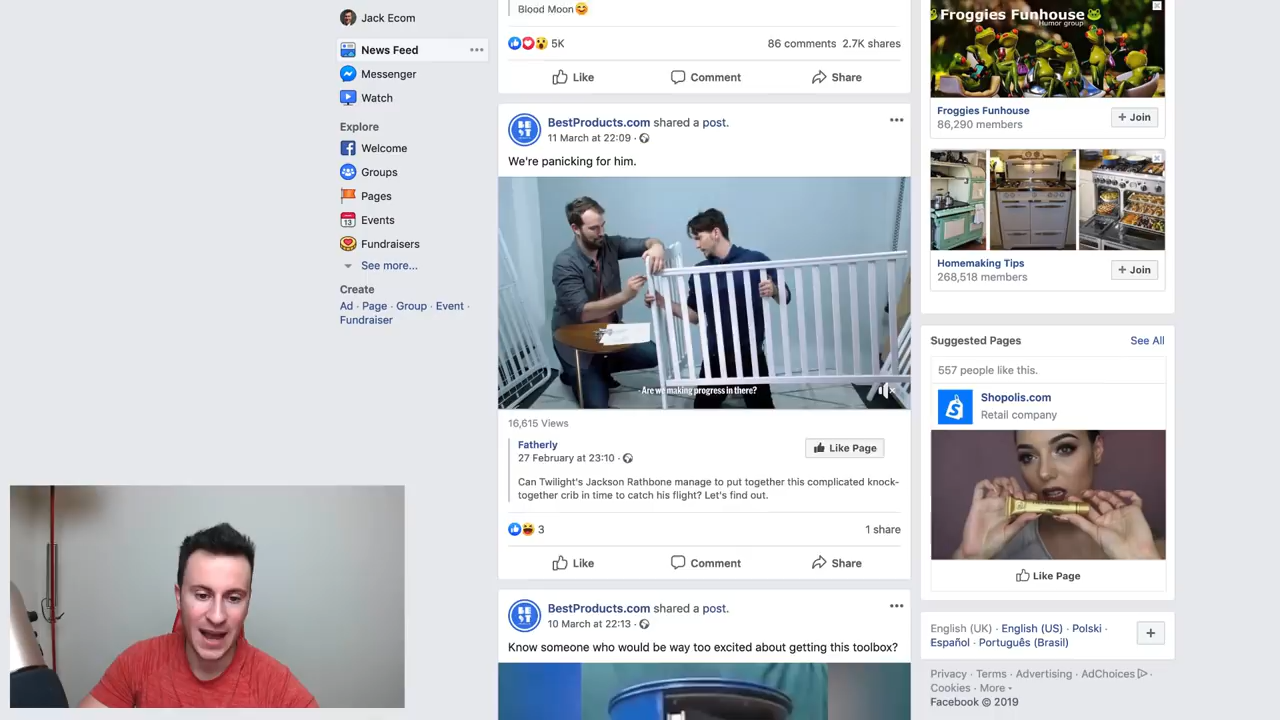 Jack Ecom
News Feed
Messenger
Watch
Explore
Welcome
Groups
Pages
13
Events
Fundraisers
See more...
Create
Ad · Page · Group · Event ·
Fundraiser
Blood Moon😊
5K
86 comments 2.7K shares
Like Comment Share
BEST
BestProducts.com shared a post.
11 March at 22:09 ·
We're panicking for him.
- Are we making progress in there?
16,615 Views
Fatherly
27 February at 23:10 ·
Like Page
Can Twilight's Jackson Rathbone manage to put together this complicated knock-
together crib in time to catch his flight? Let's find out.
3
1 share
Like Comment Share
BEST
BestProducts.com shared a post.
10 March at 22:13 ·
Know someone who would be way too excited about getting this toolbox?
Froggies Funhouse
Humor group
Froggies Funhouse
86,290 members
+ Join
Homemaking Tips
268,518 members
+ Join
Suggested Pages
See All
557 people like this.
S
Shopolis.com
Retail company
Like Page
English (UK) · English (US) · Polski ·
Español · Português (Brasil)
+
Privacy · Terms · Advertising · AdChoices ·
Cookies · More
Facebook © 2019